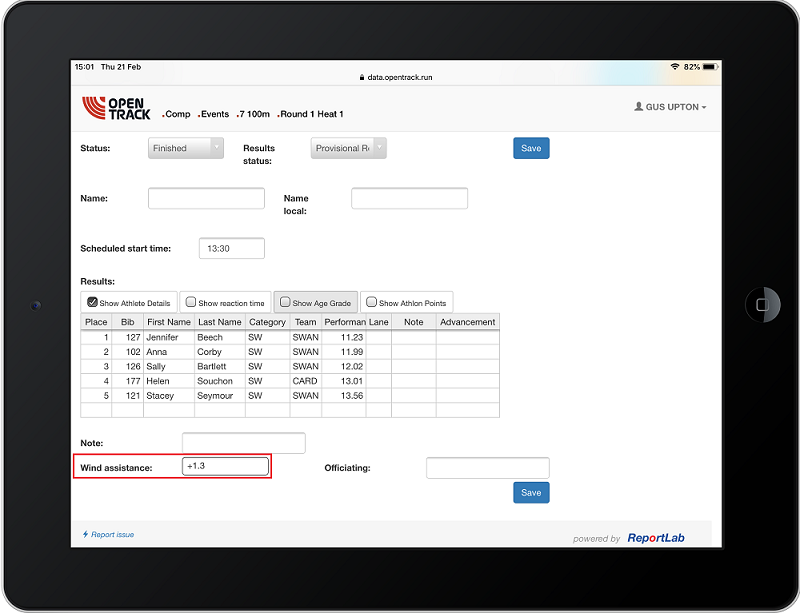 15:01 Thu 21 Feb 82%
data.opentrack.run
OPEN TRACK .Comp .Events .7 100m .Round 1 Heat 1 GUS UPTON
Status: Finished Results status: Provisional Re Save
Name: Name local:
Scheduled start time: 13:30
Results:
Show Athlete Details Show reaction time Show Age Grade Show Athlon Points
Place Bib First Name Last Name Category Team Performan Lane Note Advancement
1 127 Jennifer Beech SW SWAN 11.23
2 102 Anna Corby SW SWAN 11.99
3 126 Sally Bartlett SW SWAN 12.02
4 177 Helen Souchon SW CARD 13.01
5 121 Stacey Seymour SW SWAN 13.56
Note:
Wind assistance: +1.3 Officiating:
Save
Report issue powered by ReportLab